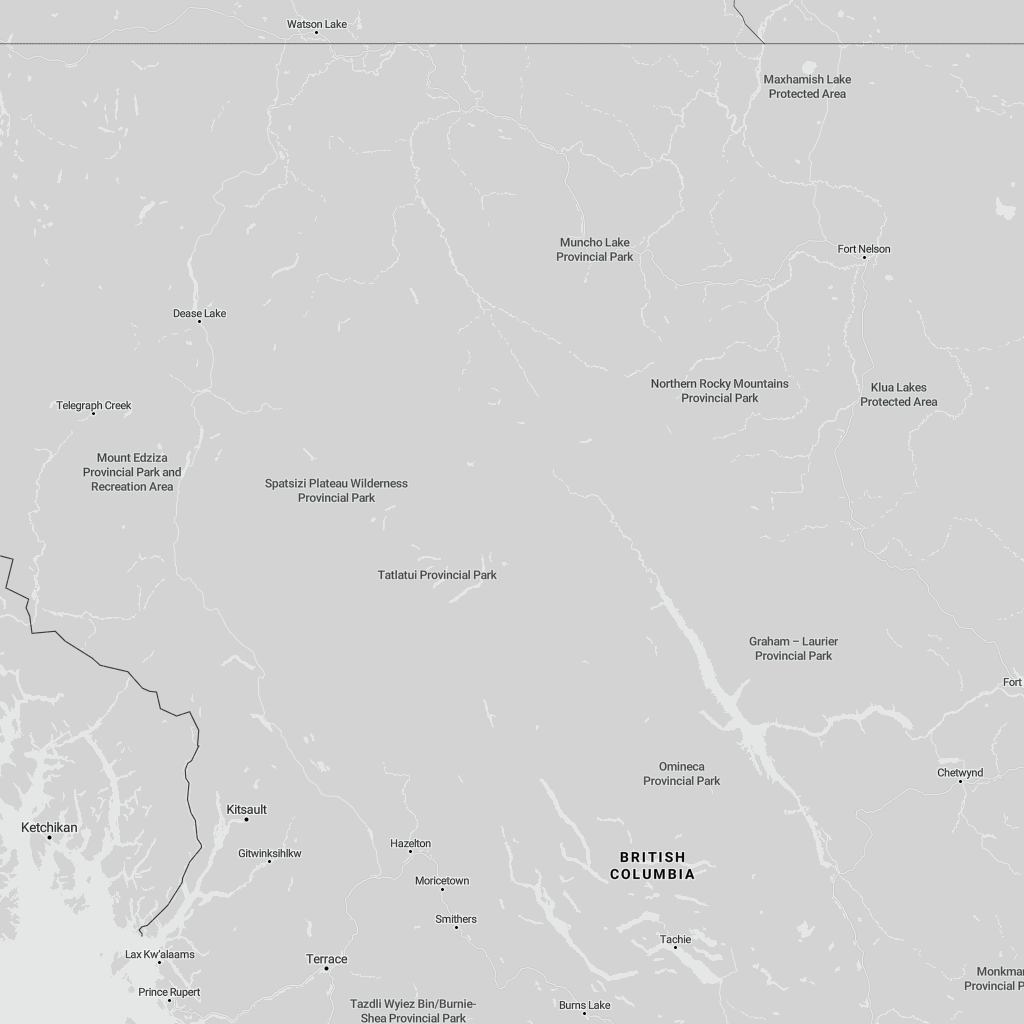 Watson Lake
Maxhamish Lake
Protected Area
Muncho Lake
Provincial Park
Fort Nelson
Dease Lake
Northern Rocky Mountains
Provincial Park
Klua Lakes
Protected Area
Telegraph Creek
Mount Edziza
Provincial Park and
Recreation Area
Spatsizi Plateau Wilderness
Provincial Park
Tatlatui Provincial Park
Graham – Laurier
Provincial Park
Fort
Omineca
Provincial Park
Chetwynd
Kitsault
Ketchikan
Hazelton
Gitwinksihlkw
BRITISH
COLUMBIA
Moricetown
Smithers
Tachie
Lax Kw'alaams
Terrace
Monkman
Provincial P
Prince Rupert
Tazdli Wyiez Bin/Burnie-
Shea Provincial Park
Burns Lake